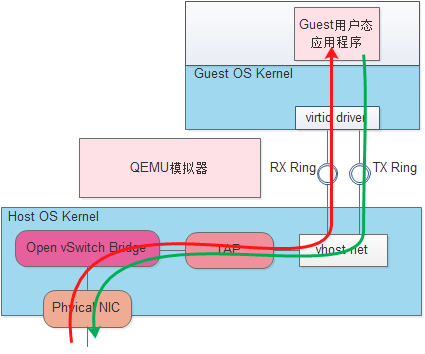 Guest用户态
应用程序
Guest OS Kernel
virtio driver
QEMU模拟器
RX Ring
TX Ring
Host OS Kernel
Open vSwitch Bridge
TAP
vhost-net
Phyical NIC